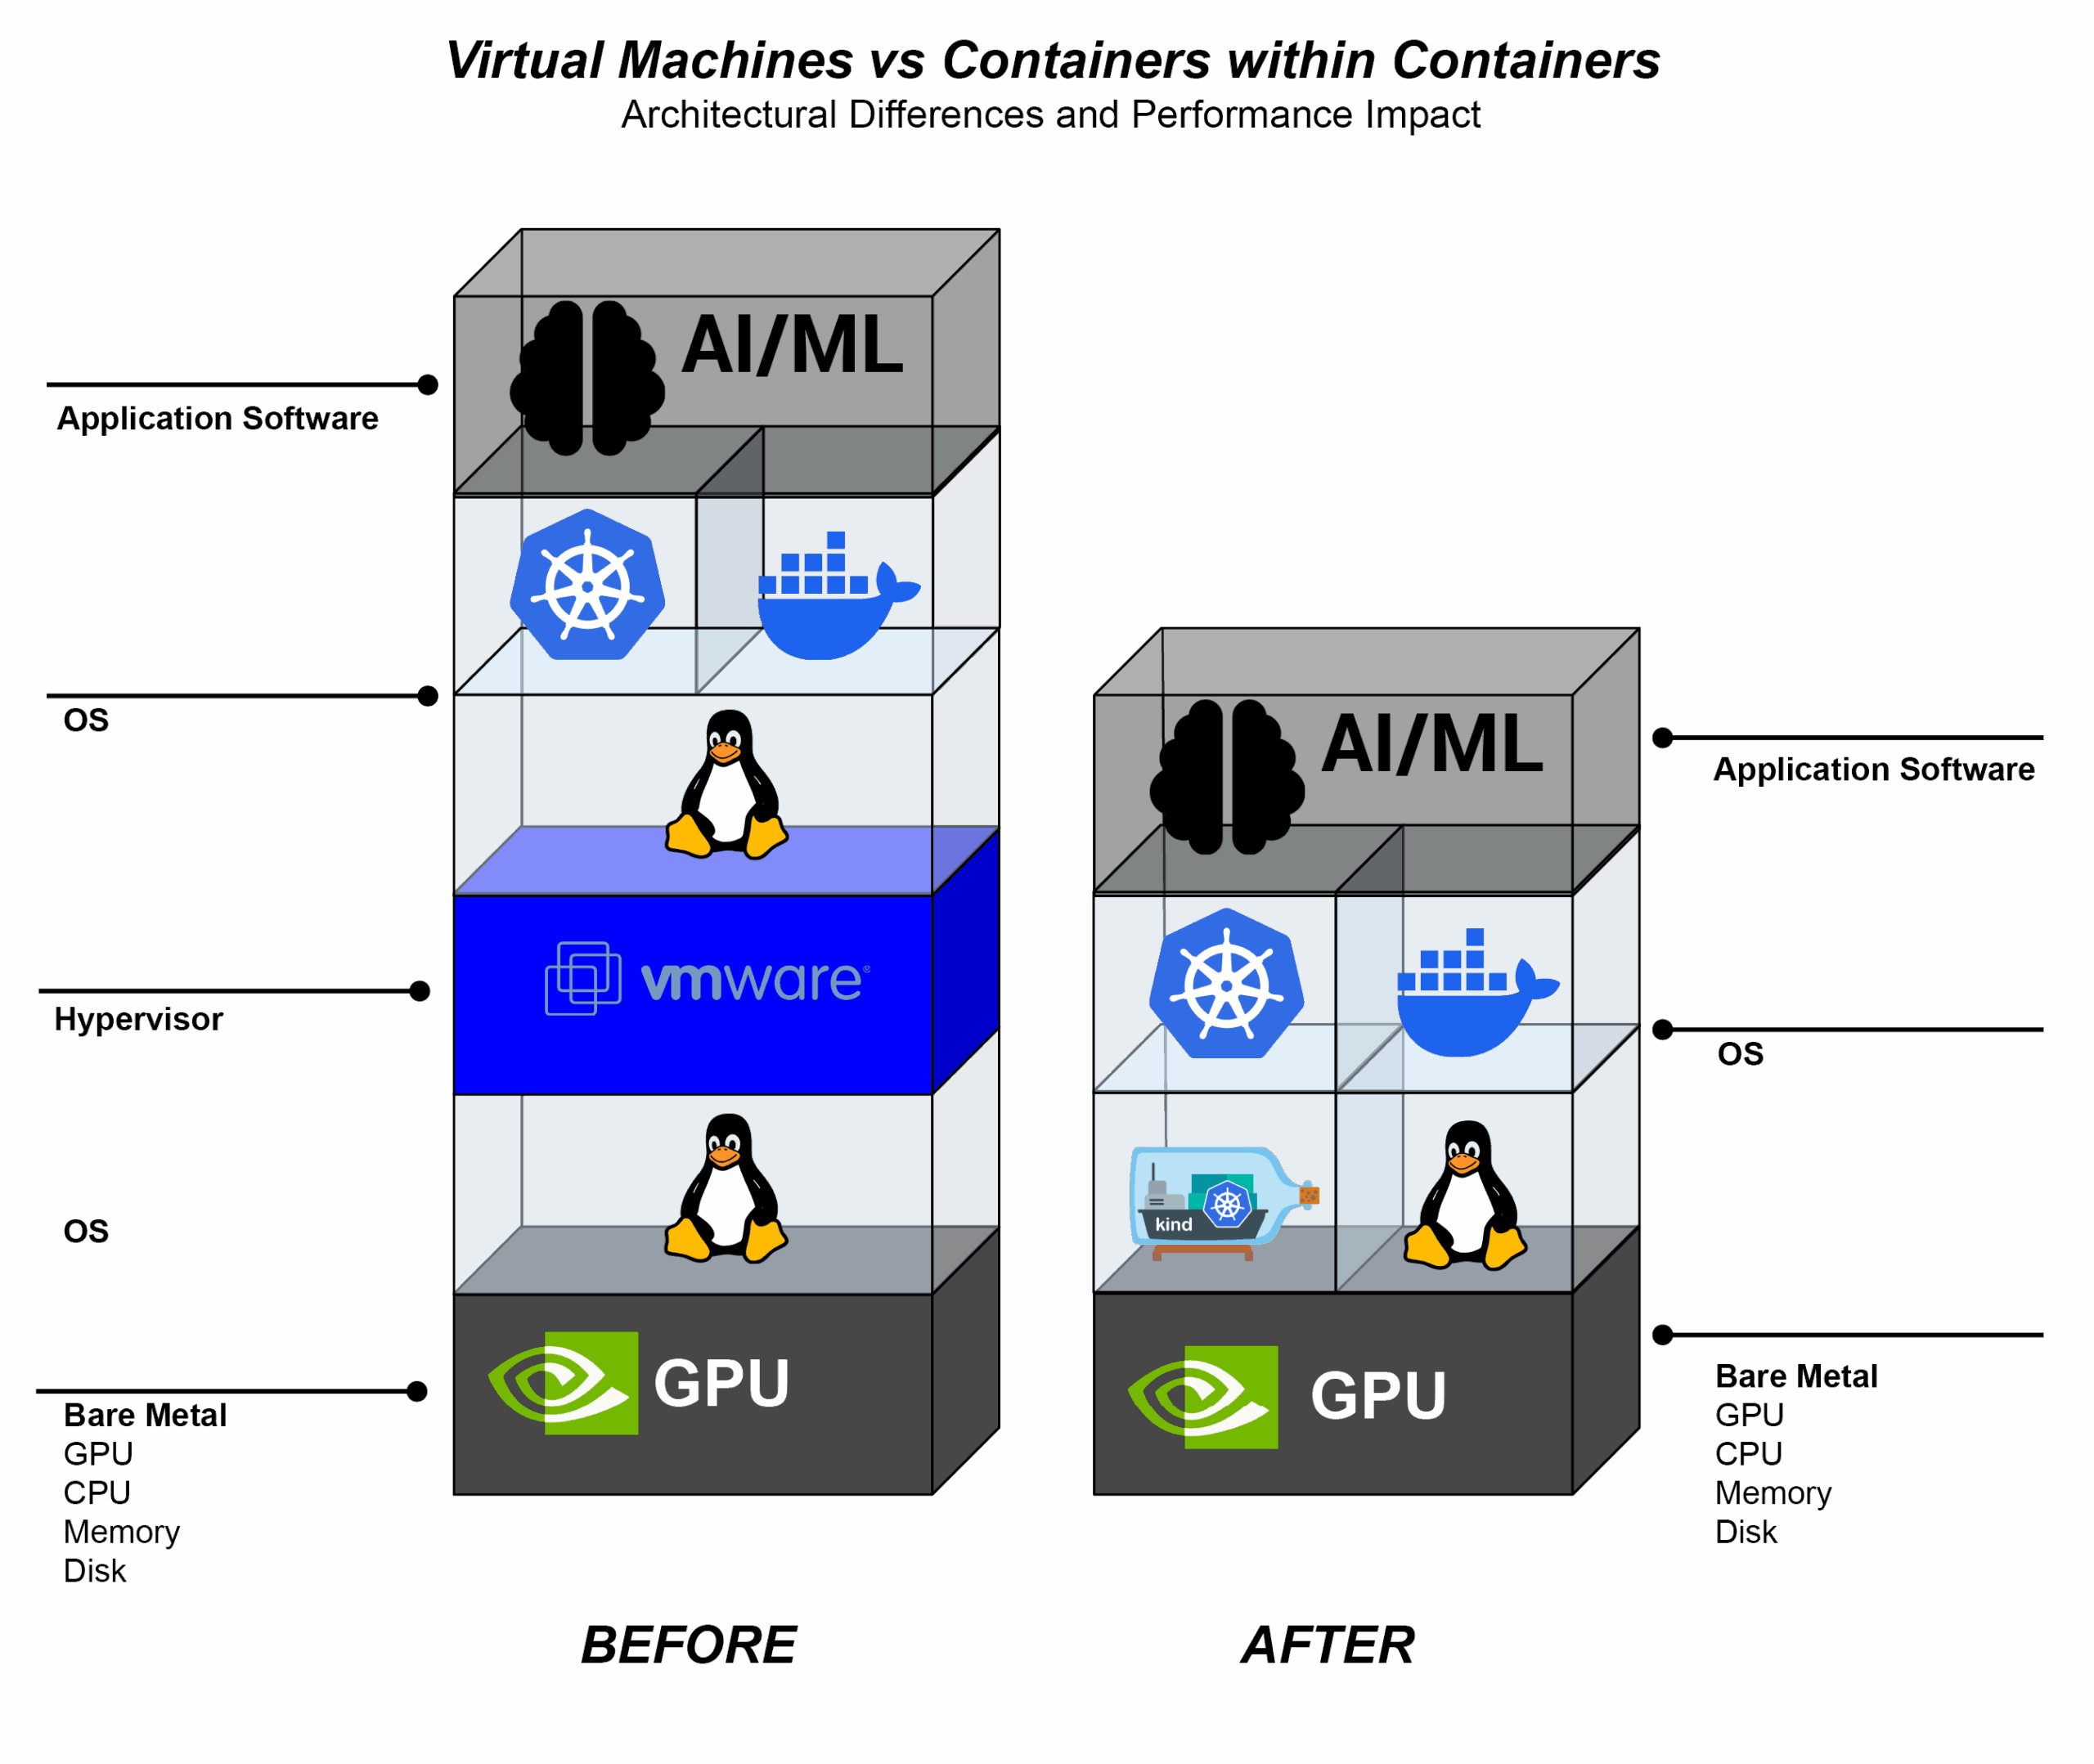 Virtual Machines vs Containers within Containers
Architectural Differences and Performance Impact
AI/ML
Application Software
OS
vmware®
Hypervisor
OS
GPU
Bare Metal
GPU
CPU
Memory
Disk
BEFORE
AI/ML
Application Software
OS
kind
GPU
Bare Metal
GPU
CPU
Memory
Disk
AFTER